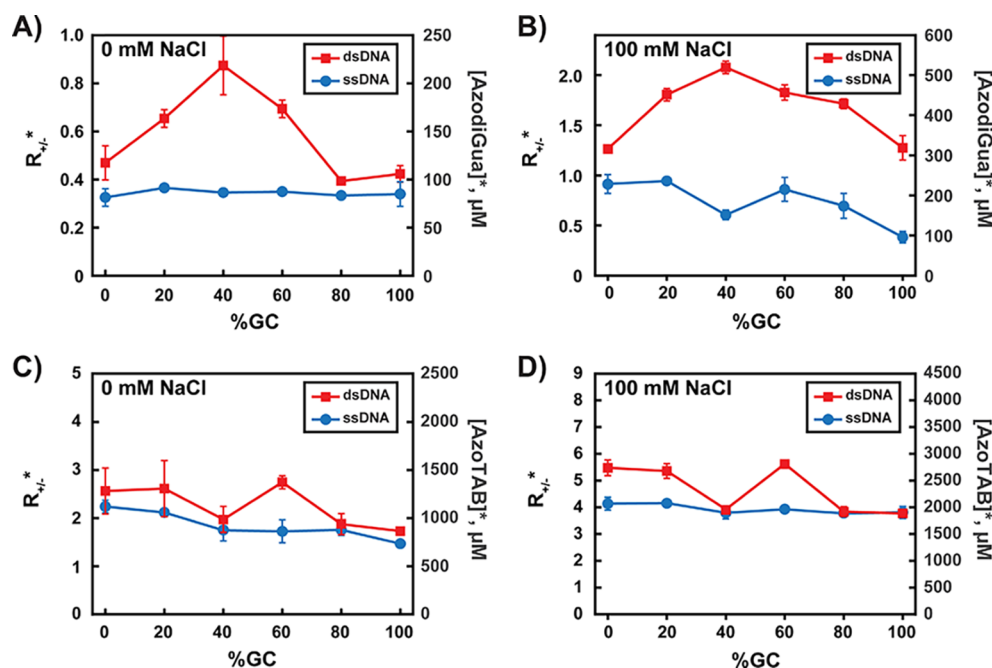 A)
0 mM NaCl
dsDNA
ssDNA
1.0
0.8
0.6
0.4
0.2
0
R+/-*
250
200
150
100
50
0
[AzodiGua]*, µM
0 20 40 60 80 100
%GC
B)
100 mM NaCl
dsDNA
ssDNA
2.0
1.5
1.0
0.5
0
R+/-*
600
500
400
300
200
100
0
[AzodiGua]*, µM
0 20 40 60 80 100
%GC
C)
0 mM NaCl
dsDNA
ssDNA
5
4
3
2
1
0
R+/-*
2500
2000
1500
1000
500
0
[AzoTAB]*, µM
0 20 40 60 80 100
%GC
D)
100 mM NaCl
dsDNA
ssDNA
9
8
7
6
5
4
3
2
1
0
R+/-*
4500
4000
3500
3000
2500
2000
1500
1000
500
0
[AzoTAB]*, µM
0 20 40 60 80 100
%GC